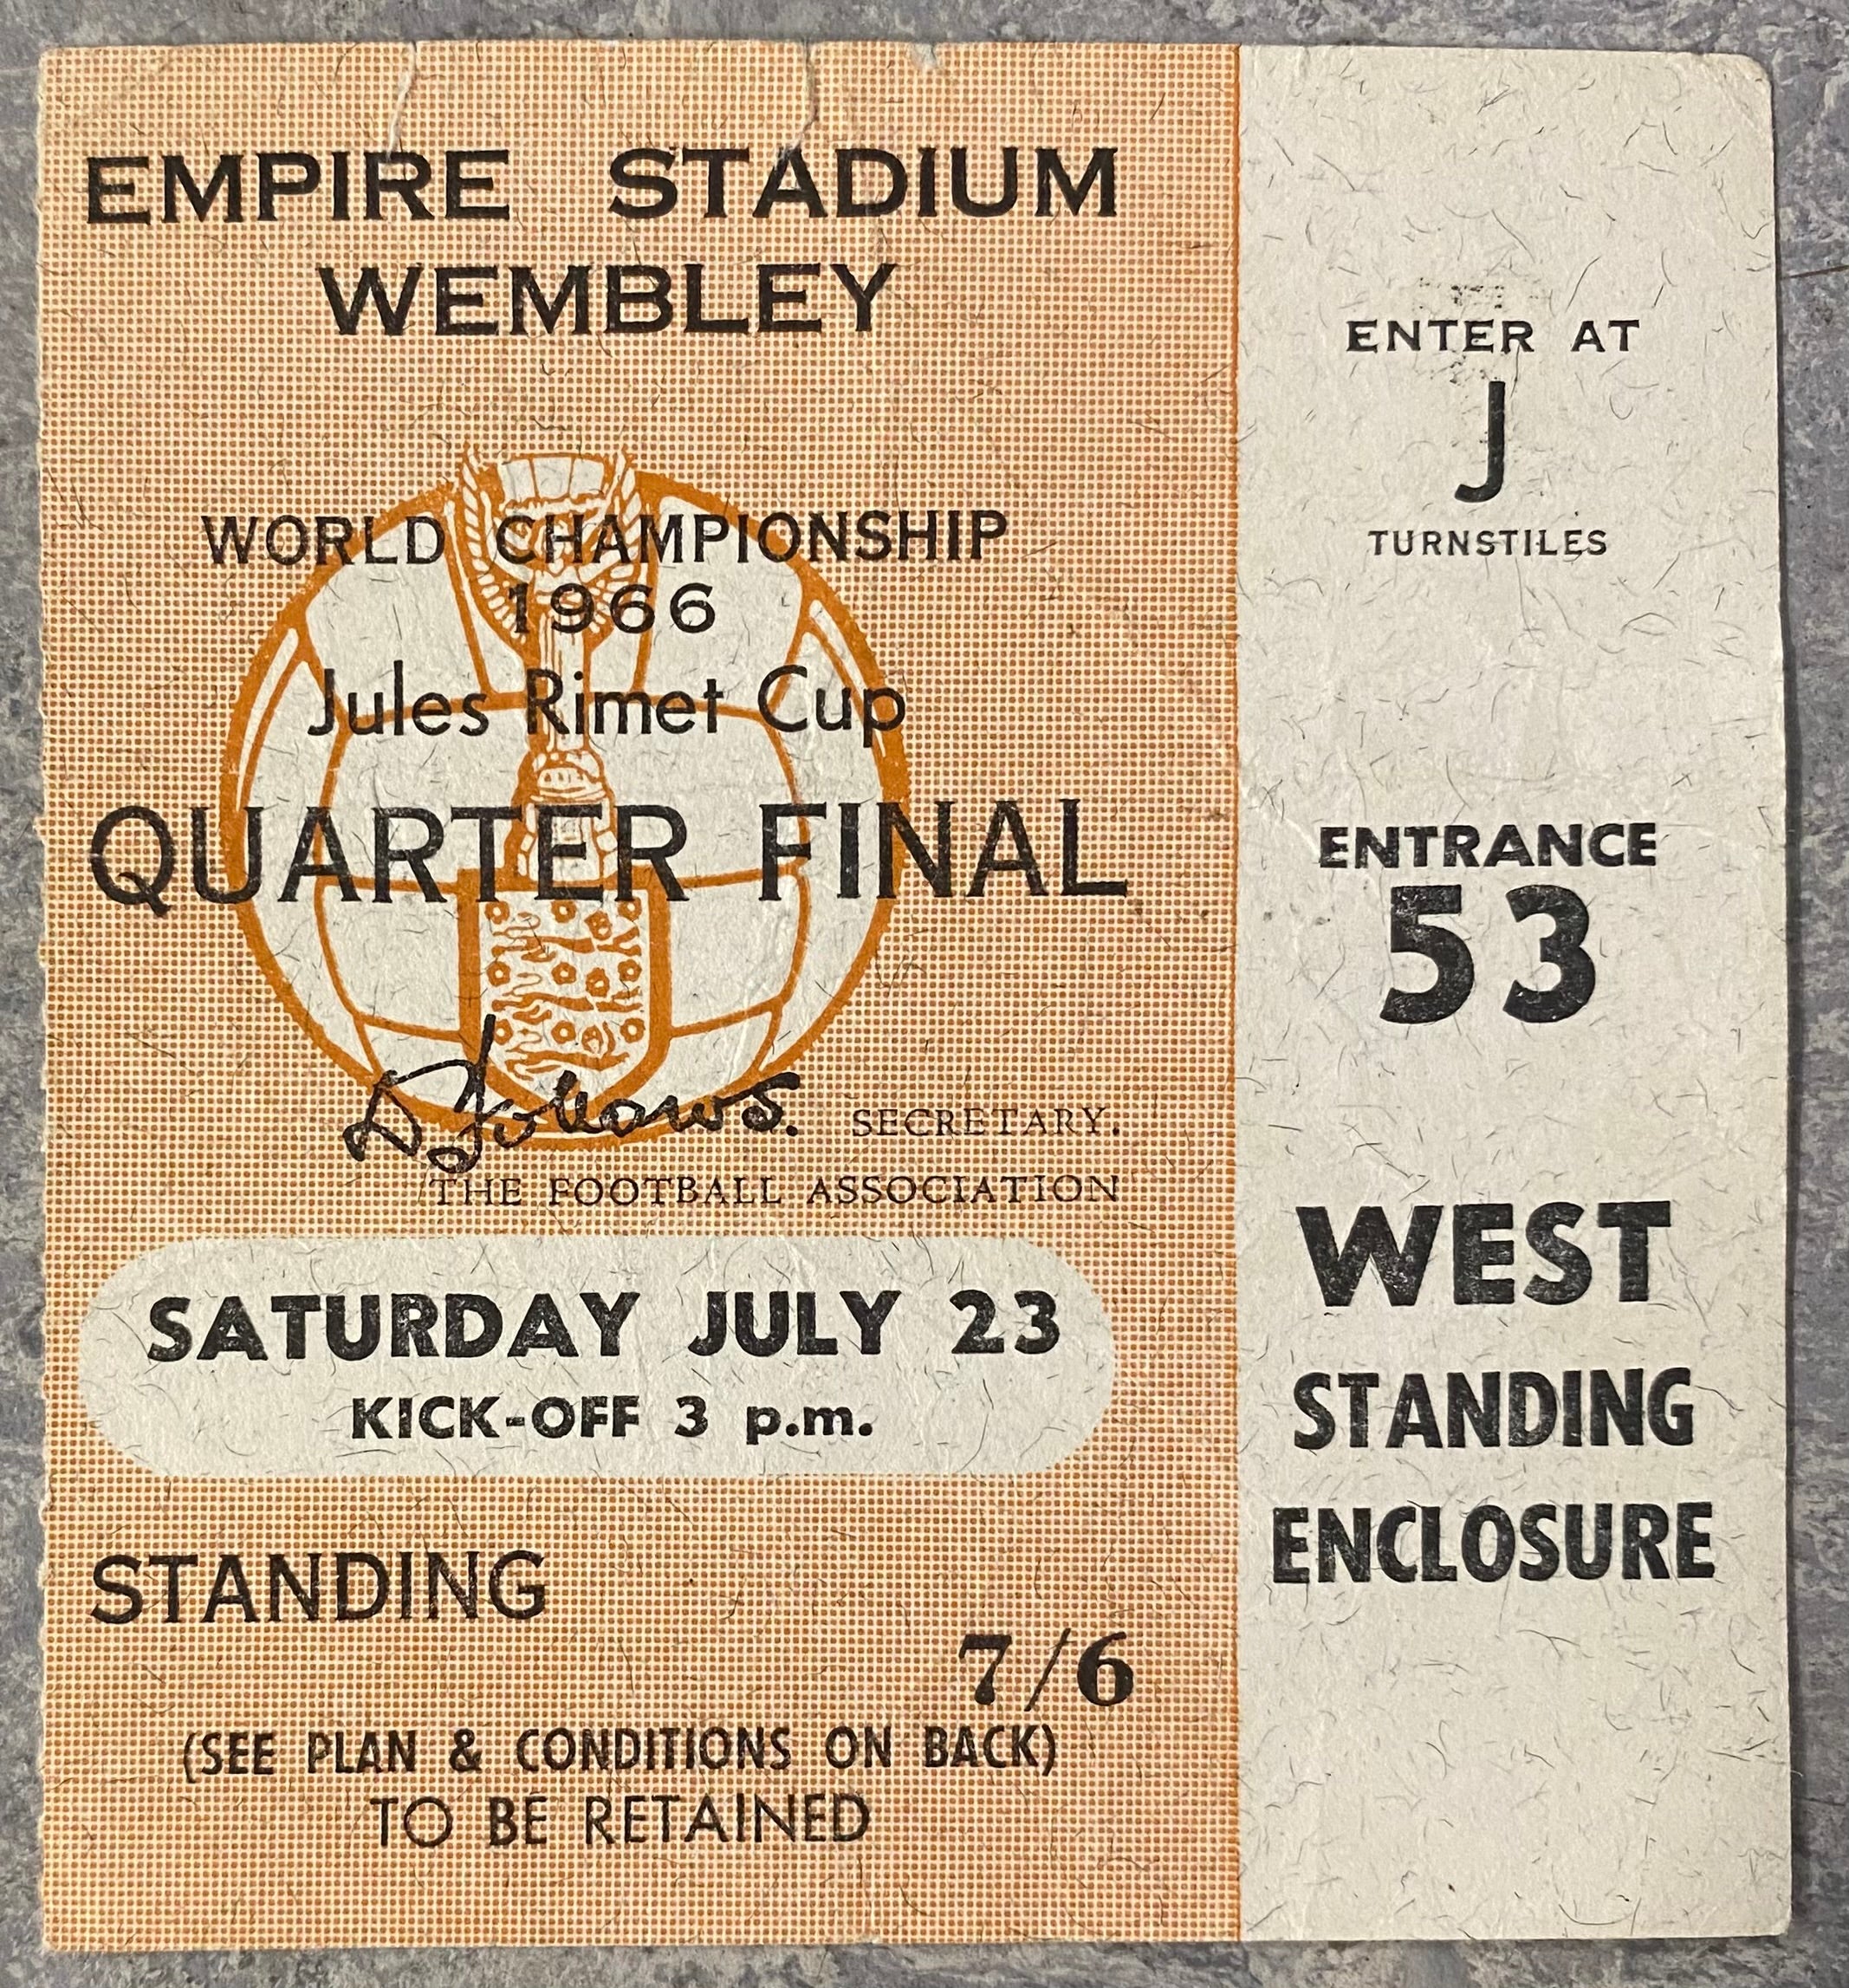 EMPIRE STADIUM
WEMBLEY
WORLD CHAMPIONSHIP
1966
Jules Rimet Cup
QUARTER FINAL
D Follows. SECRETARY.
THE FOOTBALL ASSOCIATION
SATURDAY JULY 23
KICK-OFF 3 p.m.
STANDING
7/6
(SEE PLAN & CONDITIONS ON BACK)
TO BE RETAINED
ENTER AT
J
TURNSTILES
ENTRANCE
53
WEST
STANDING
ENCLOSURE